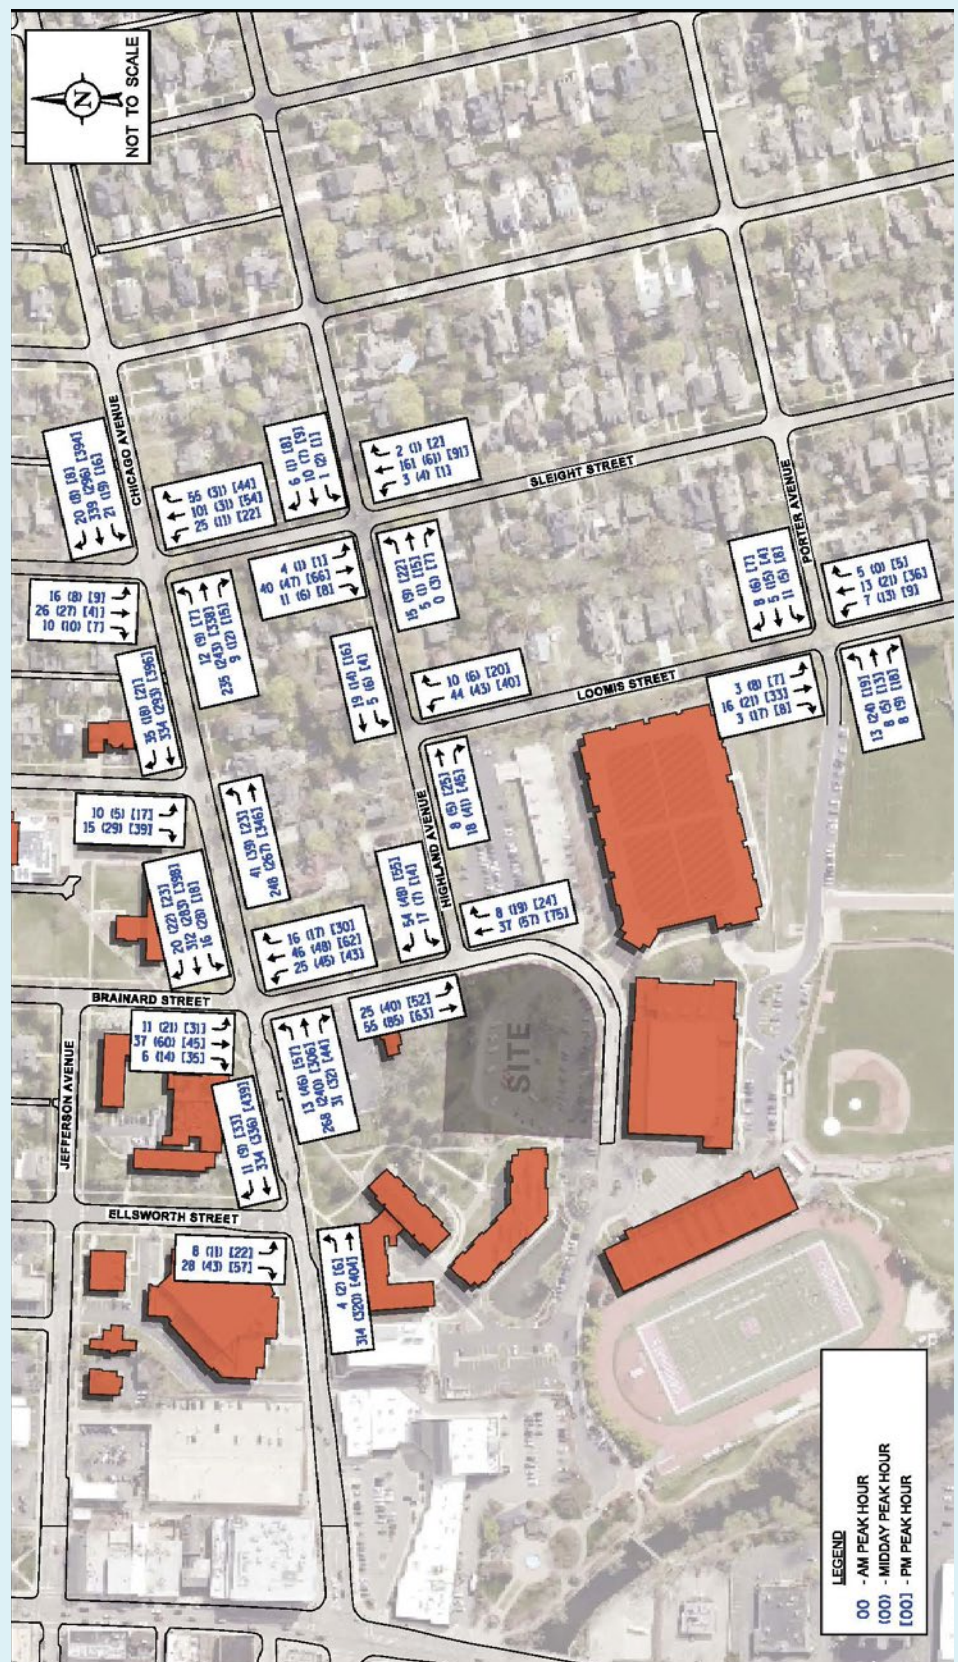 NOT TO SCALE
N
CHICAGO AVENUE
20 (8) [8]
339 (296) [394]
21 (19) [16]
55 (31) [44]
101 (31) [54]
25 (11) [22]
6 (1) [8]
10 (7) [9]
1 (2) [1]
2 (1) [2]
161 (61) [91]
3 (4) [1]
SLEIGHT STREET
16 (8) [9]
26 (27) [41]
10 (10) [7]
12 (9) [7]
235 (243) [338]
9 (12) [15]
4 (1) [1]
40 (47) [66]
11 (6) [8]
15 (9) [22]
5 (1) [15]
0 (3) [7]
PORTER AVENUE
8 (6) [7]
5 (15) [4]
11 (5) [8]
5 (0) [5]
13 (21) [36]
7 (13) [9]
35 (18) [21]
334 (293) [396]
19 (14) [16]
5 (6) [4]
10 (6) [20]
44 (43) [40]
LOOMIS STREET
3 (8) [7]
16 (21) [33]
3 (17) [8]
13 (24) [19]
8 (5) [13]
8 (9) [18]
10 (5) [17]
15 (29) [39]
41 (39) [23]
248 (267) [346]
HIGHLAND AVENUE
8 (5) [25]
18 (41) [45]
20 (22) [23]
312 (283) [398]
16 (28) [18]
16 (17) [30]
46 (48) [62]
25 (45) [43]
54 (48) [55]
17 (7) [14]
8 (19) [24]
37 (57) [75]
BRAINARD STREET
11 (21) [31]
37 (60) [45]
6 (14) [35]
13 (46) [57]
268 (240) [306]
31 (32) [44]
25 (40) [52]
55 (85) [63]
SITE
JEFFERSON AVENUE
11 (9) [33]
334 (336) [439]
ELLSWORTH STREET
8 (11) [22]
28 (43) [57]
4 (2) [6]
314 (320) [404]
LEGEND
00 - AM PEAK HOUR
(00) - MIDDAY PEAK HOUR
[00] - PM PEAK HOUR